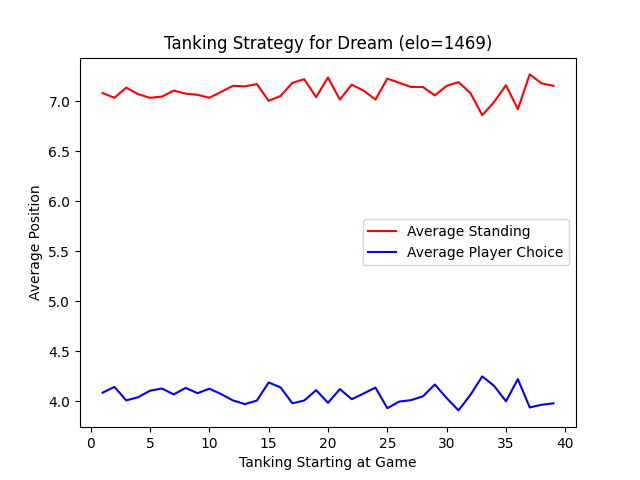 Tanking Strategy for Dream (elo=1469)
Average Position
7.0
6.5
6.0
5.5
5.0
4.5
4.0
Average Standing
Average Player Choice
0 5 10 15 20 25 30 35 40
Tanking Starting at Game